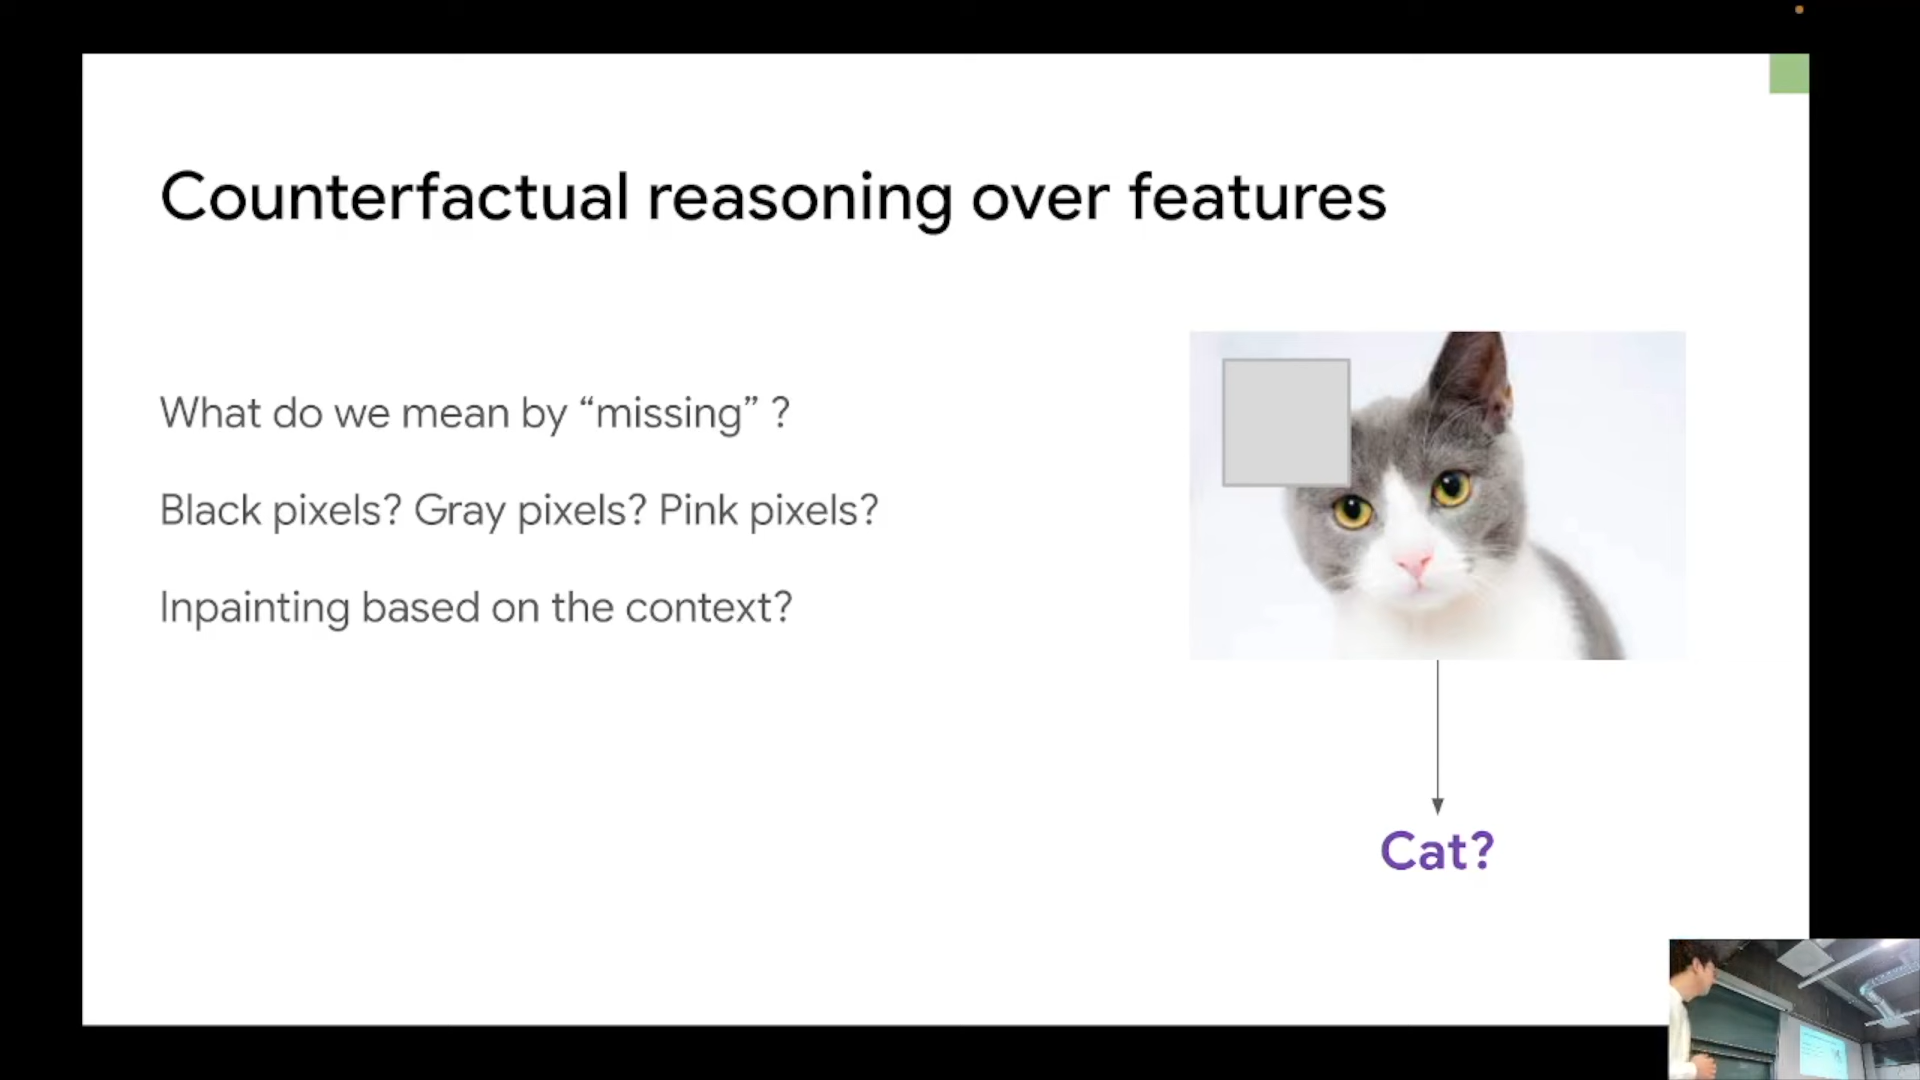 Counterfactual reasoning over features
What do we mean by “missing” ?
Black pixels? Gray pixels? Pink pixels?
Inpainting based on the context?
Cat?